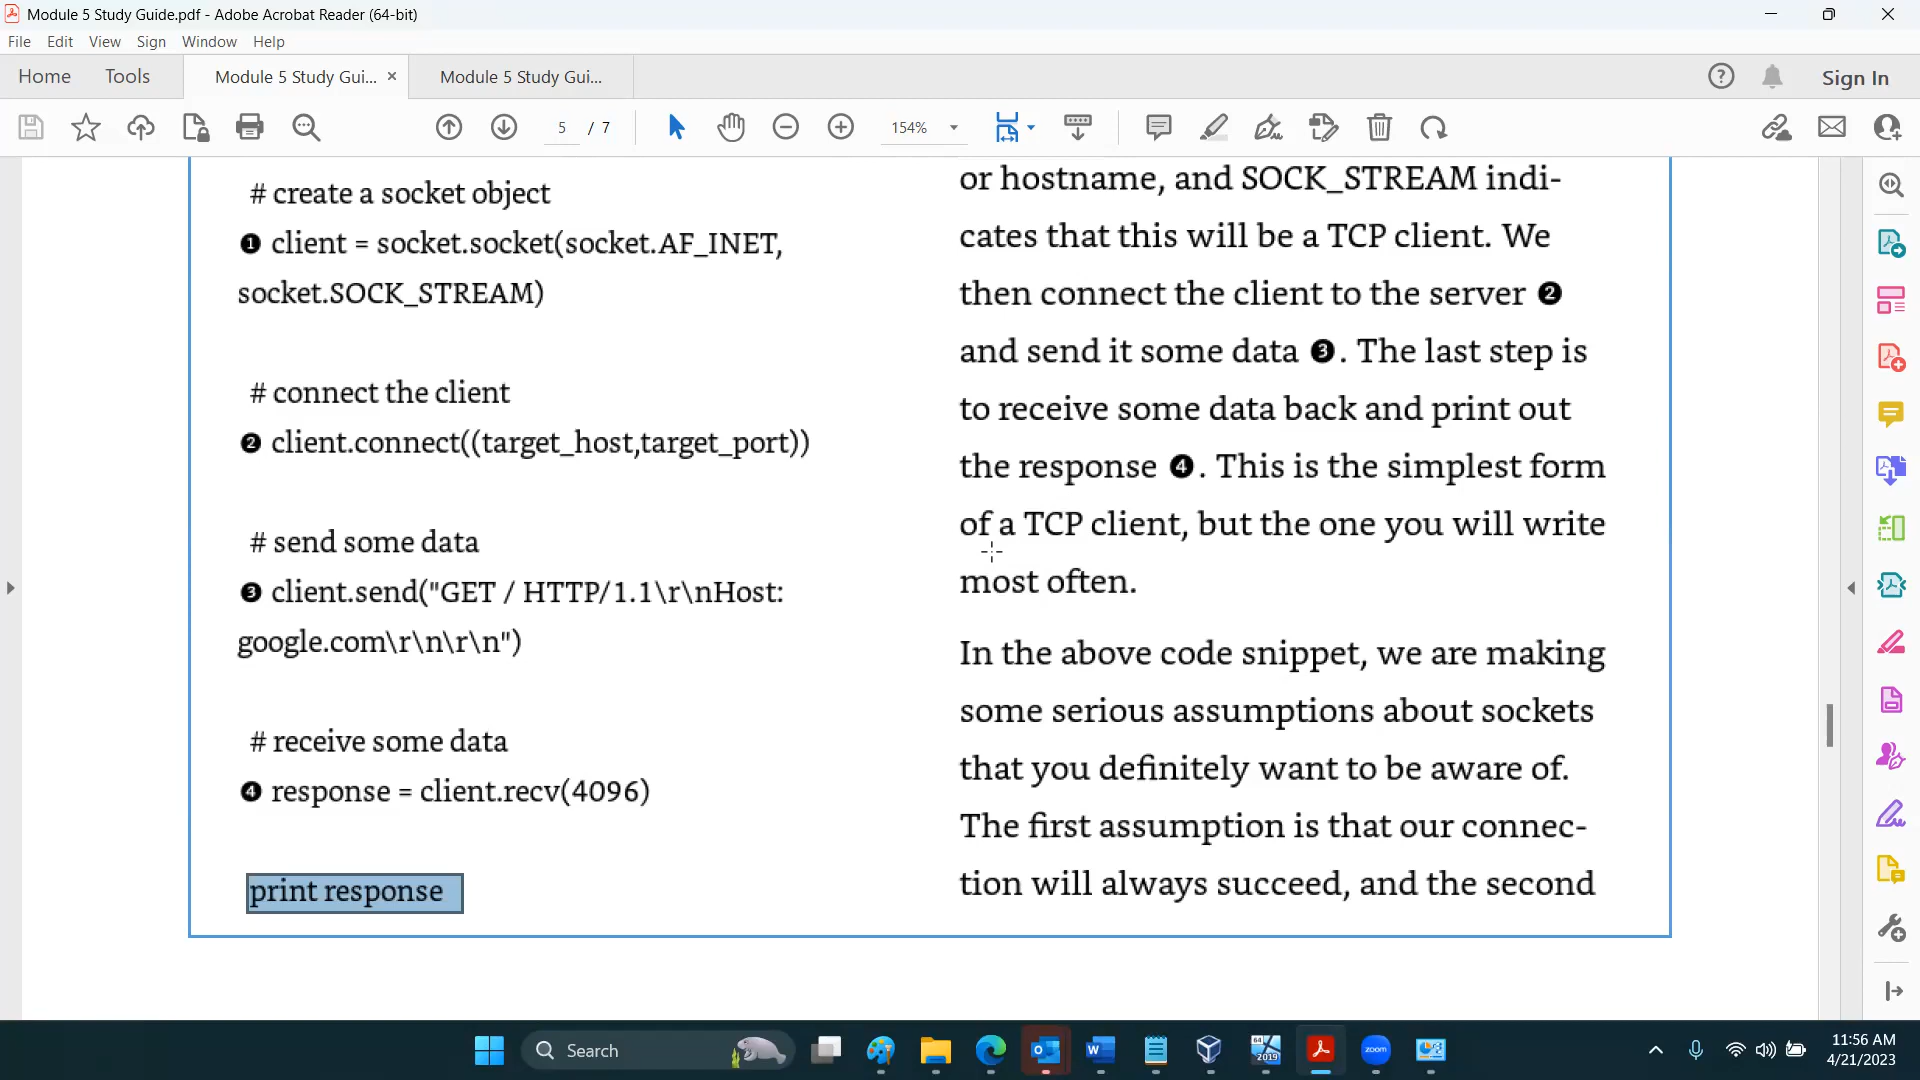 Module 5 Study Guide.pdf - Adobe Acrobat Reader (64-bit)
File Edit View Sign Window Help
Home Tools Module 5 Study Gui... × Module 5 Study Gui... Sign In
5 / 7 154%
# create a socket object
❶ client = socket.socket(socket.AF_INET,
socket.SOCK_STREAM)
# connect the client
❷ client.connect((target_host,target_port))
# send some data
❸ client.send("GET / HTTP/1.1\r\nHost:
google.com\r\n\r\n")
# receive some data
❹ response = client.recv(4096)
print response
or hostname, and SOCK_STREAM indi-
cates that this will be a TCP client. We
then connect the client to the server ❷
and send it some data ❸. The last step is
to receive some data back and print out
the response ❹. This is the simplest form
of a TCP client, but the one you will write
most often.
In the above code snippet, we are making
some serious assumptions about sockets
that you definitely want to be aware of.
The first assumption is that our connec-
tion will always succeed, and the second
Search
64
2019
zoom
11:56 AM
4/21/2023